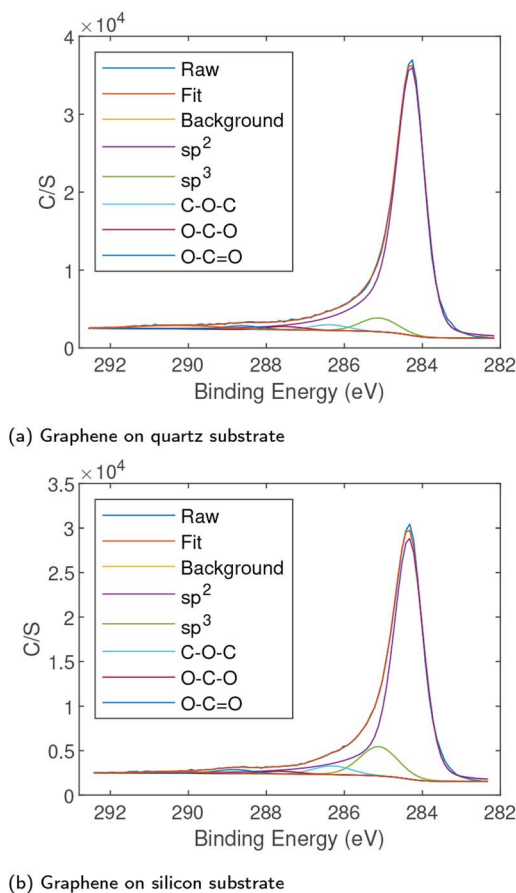 ×10⁴
4
3
2
1
0
C/S
Raw
Fit
Background
sp²
sp³
C-O-C
O-C-O
O-C=O
292 290 288 286 284 282
Binding Energy (eV)
(a) Graphene on quartz substrate
×10⁴
3.5
3
2.5
2
1.5
1
0.5
0
C/S
Raw
Fit
Background
sp²
sp³
C-O-C
O-C-O
O-C=O
292 290 288 286 284 282
Binding Energy (eV)
(b) Graphene on silicon substrate